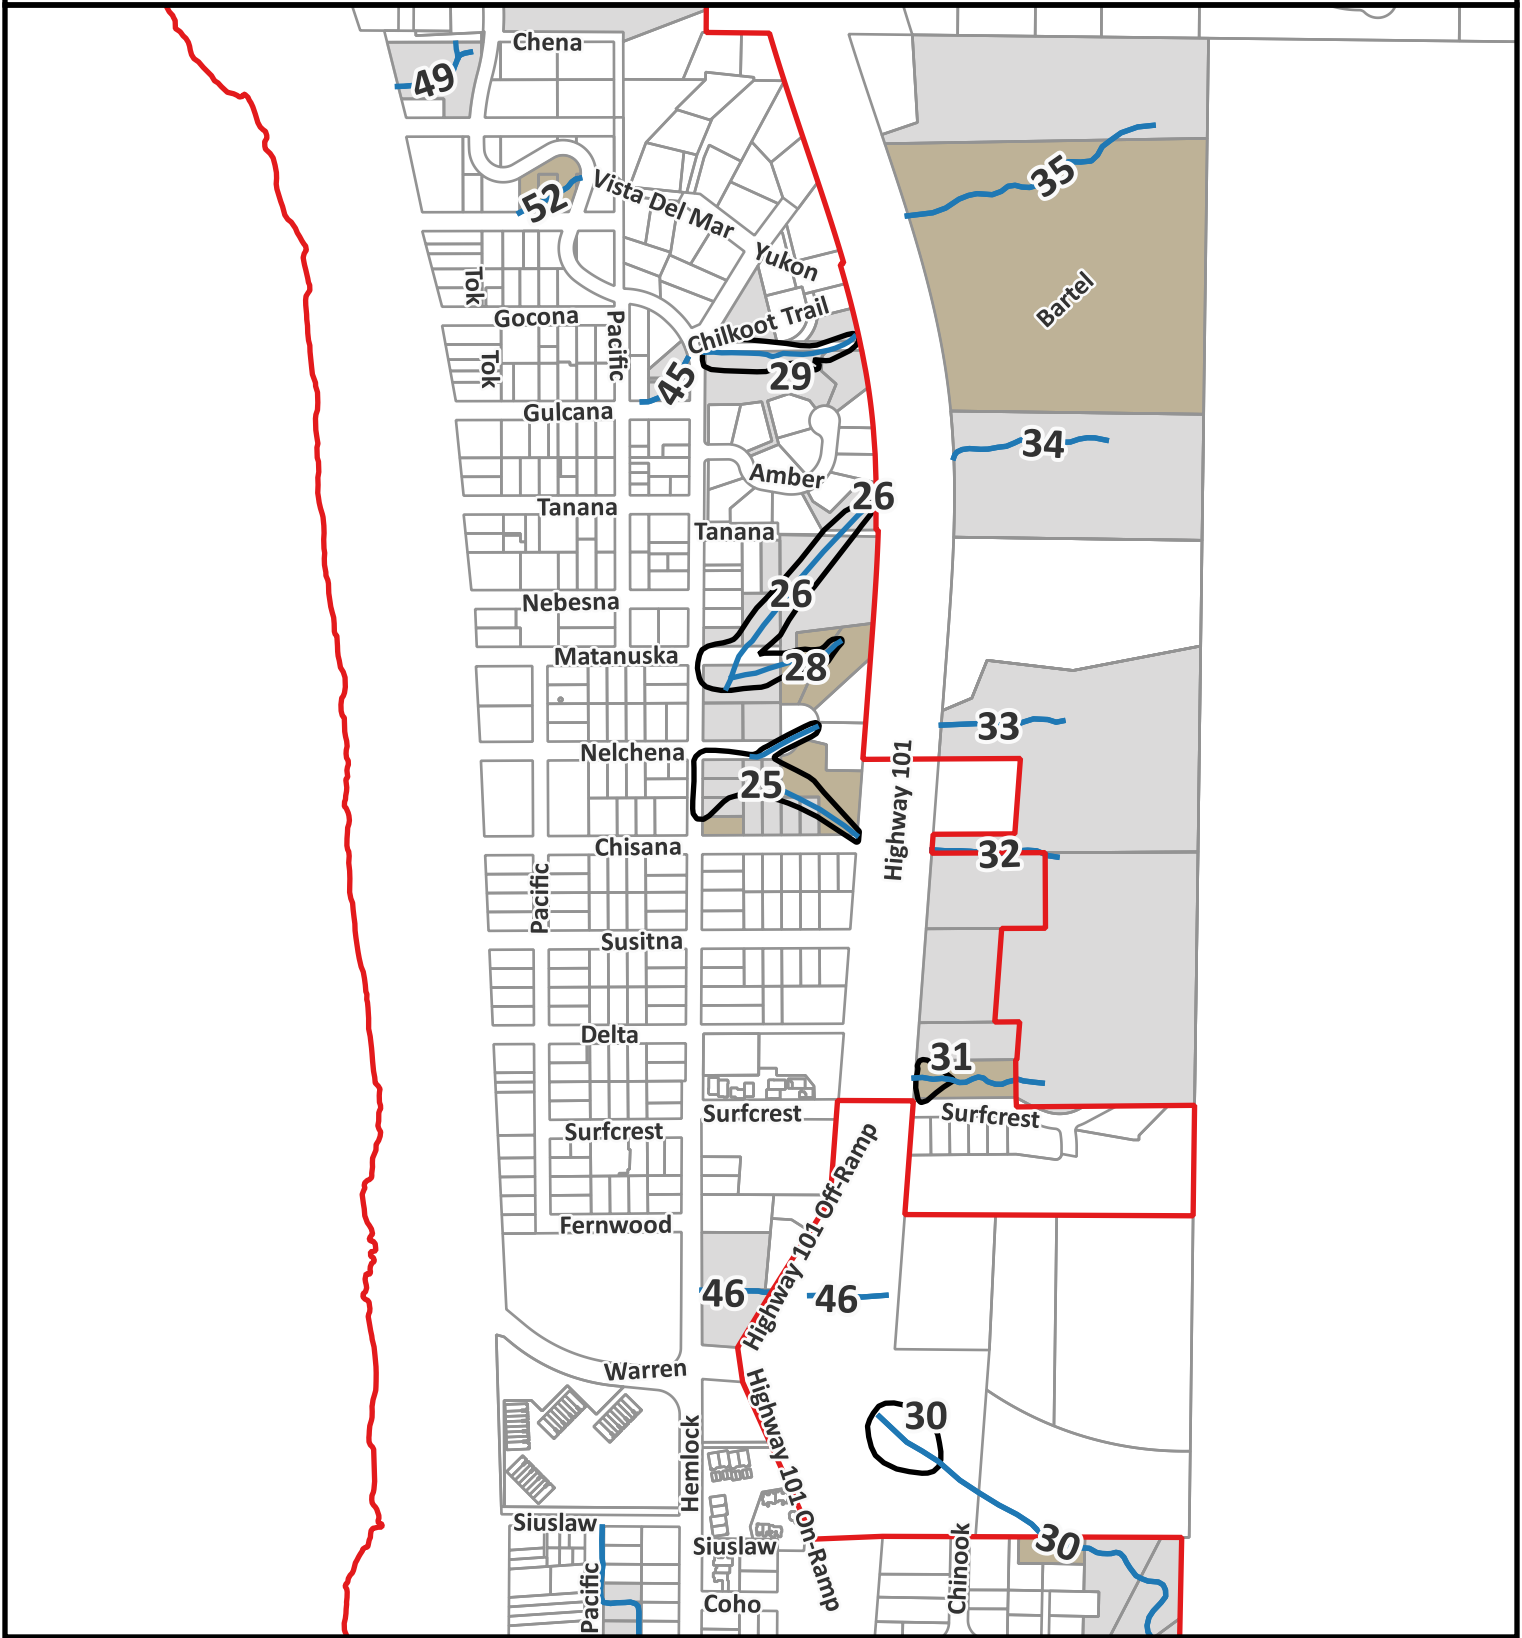 Chena
49
35
52
Vista Del Mar
Yukon
Tok
Bartel
Gocona
Pacific
Chilkoot Trail
Tok
29
45
Gulcana
34
Amber
26
Tanana
Tanana
26
Nebesna
Matanuska
28
33
Nelchena
Highway 101
25
Chisana
32
Pacific
Susitna
Delta
31
Surfcrest
Surfcrest
Surfcrest
Highway 101 Off-Ramp
Fernwood
46
46
Warren
Highway 101 On-Ramp
30
Hemlock
Siuslaw
Siuslaw
30
Chinook
Pacific
Coho